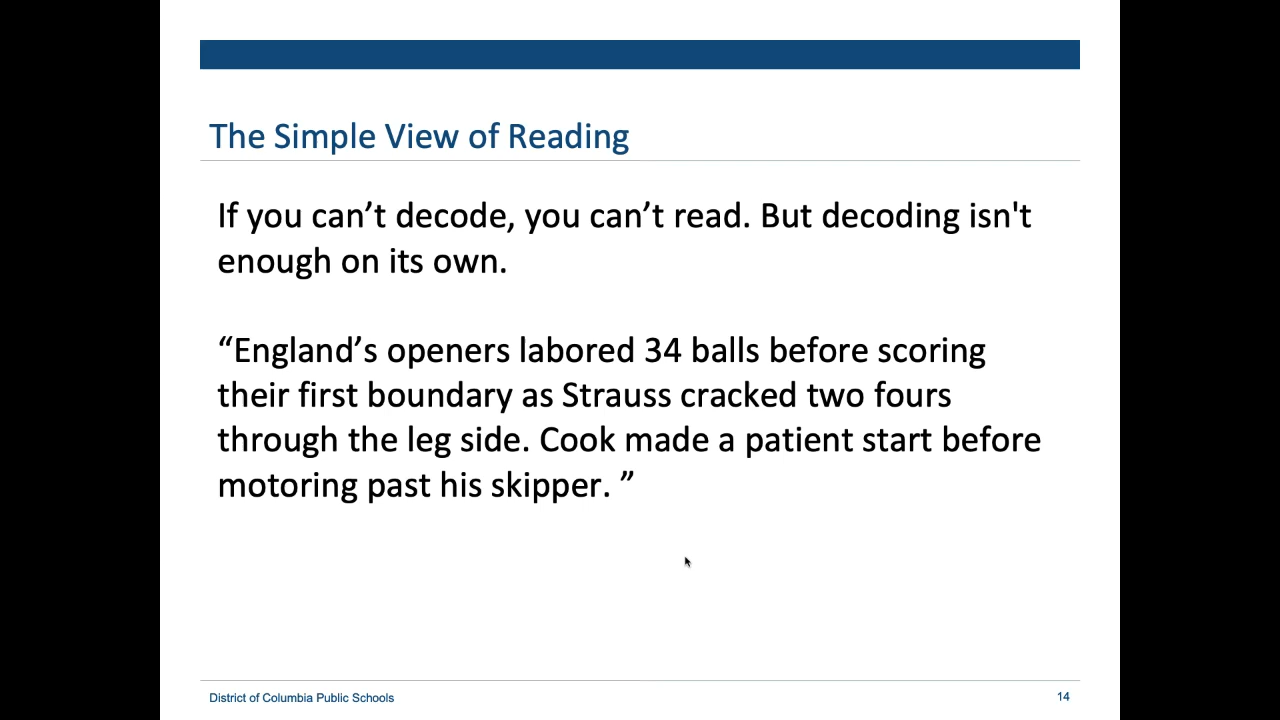 The Simple View of Reading
If you can’t decode, you can’t read. But decoding isn't
enough on its own.
“England’s openers labored 34 balls before scoring
their first boundary as Strauss cracked two fours
through the leg side. Cook made a patient start before
motoring past his skipper. ”
District of Columbia Public Schools
14